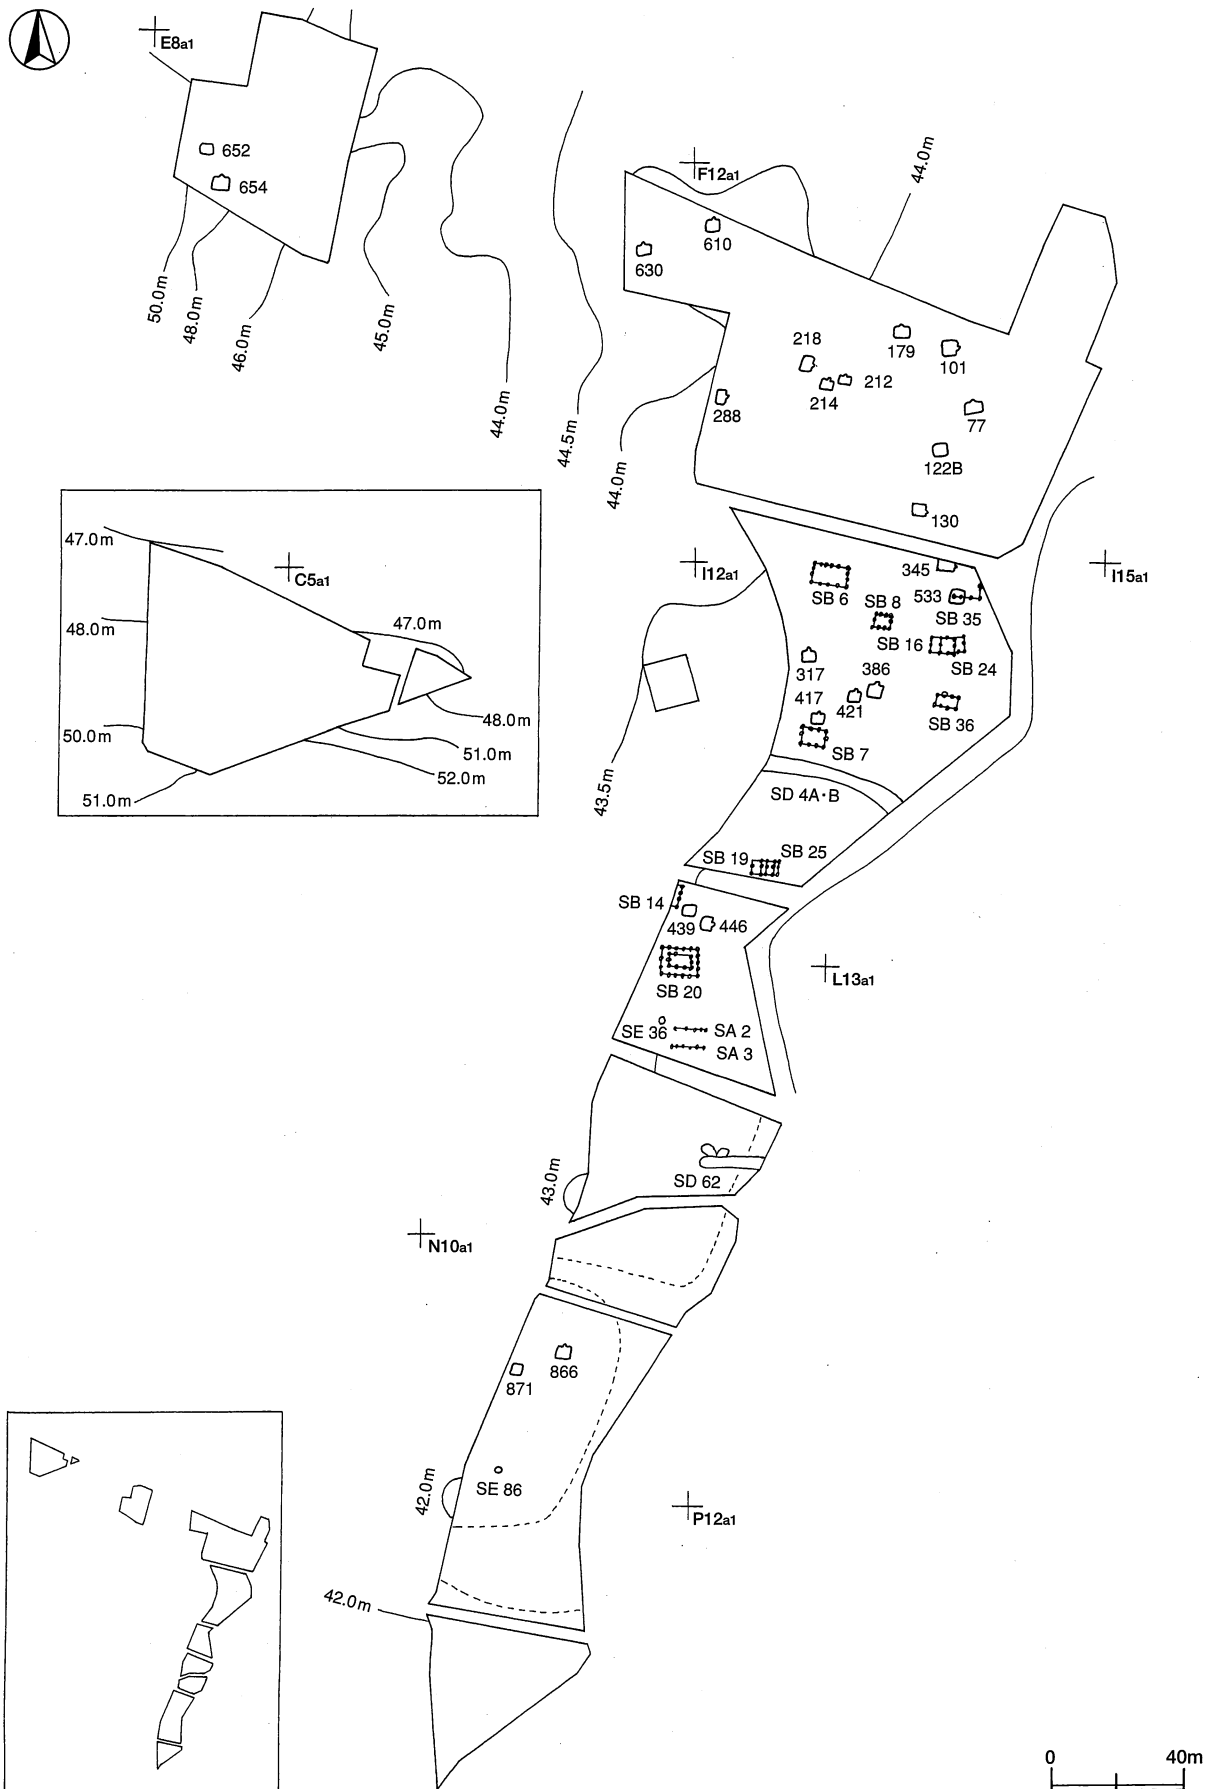 E8a1
652
654
50.0m
48.0m
46.0m
45.0m
44.0m
44.5m
44.0m
F12a1
44.0m
610
630
218
179
101
212
214
288
77
122B
130
47.0m
C5a1
48.0m
47.0m
50.0m
48.0m
51.0m
52.0m
51.0m
I12a1
I15a1
345
SB 6
SB 8
533
SB 35
SB 16
SB 24
317
386
417
421
SB 36
SB 7
43.5m
SD 4A・B
SB 19
SB 25
SB 14
439
446
L13a1
SB 20
SE 36
SA 2
SA 3
43.0m
SD 62
N10a1
866
871
42.0m
SE 86
P12a1
42.0m
0
40m